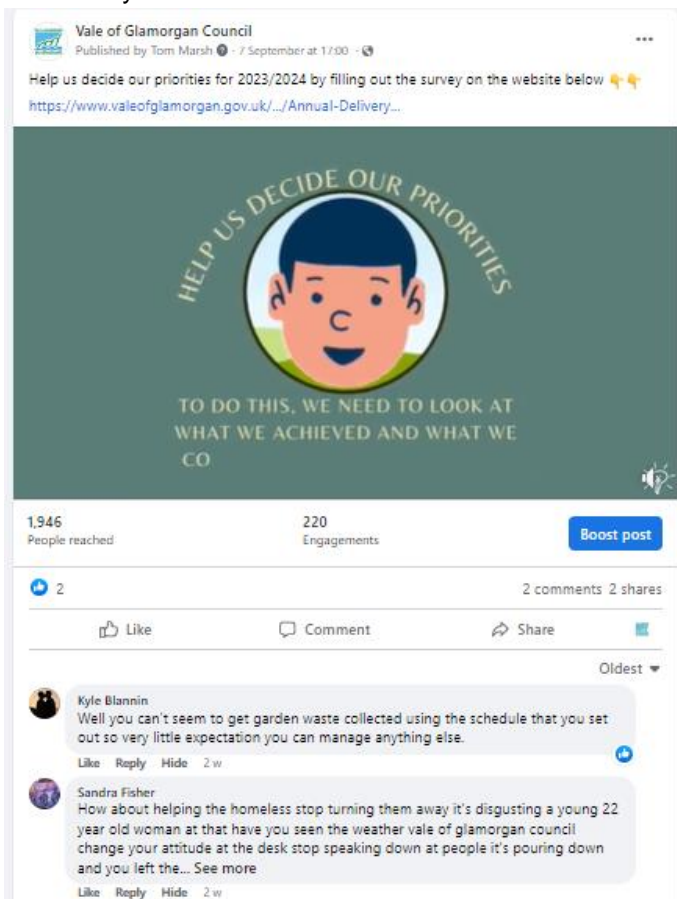 Vale of Glamorgan Council
Published by Tom Marsh · 7 September at 17:00 ·
Help us decide our priorities for 2023/2024 by filling out the survey on the website below 👇👇
https://www.valeofglamorgan.gov.uk/.../Annual-Delivery...
HELP US DECIDE OUR PRIORITIES
TO DO THIS, WE NEED TO LOOK AT
WHAT WE ACHIEVED AND WHAT WE
CO
1,946
People reached
220
Engagements
Boost post
2
2 comments 2 shares
Like Comment Share
Oldest
Kyle Blannin
Well you can't seem to get garden waste collected using the schedule that you set
out so very little expectation you can manage anything else.
Like Reply Hide 2 w
Sandra Fisher
How about helping the homeless stop turning them away it's disgusting a young 22
year old woman at that have you seen the weather vale of glamorgan council
change your attitude at the desk stop speaking down at people it's pouring down
and you left the... See more
Like Reply Hide 2 w